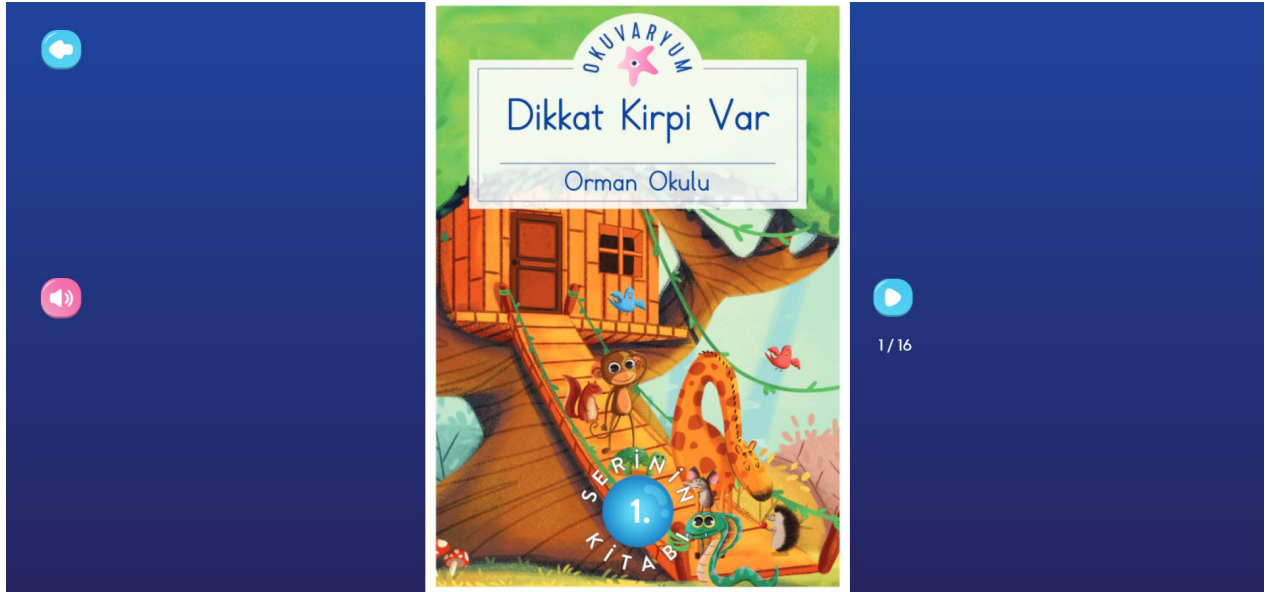 OKUVARYUM
Dikkat Kirpi Var
Orman Okulu
SERİNİN
1.
KİTABI
1 / 16